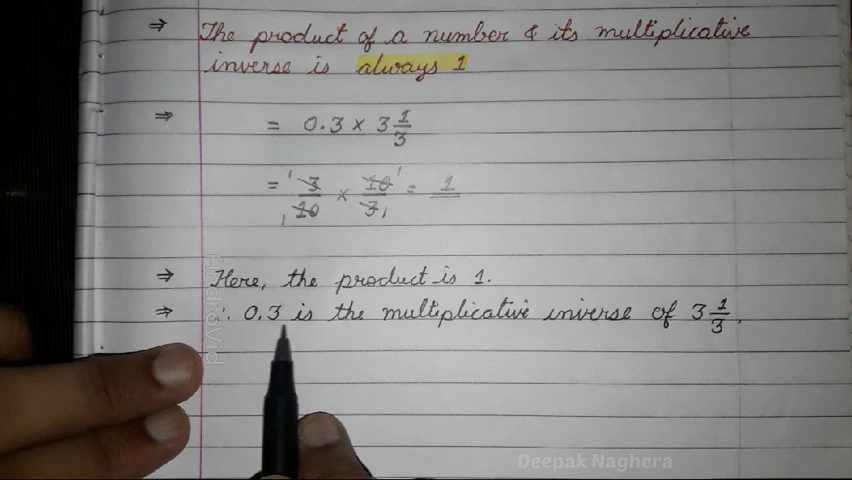 ⇒ The product of a number & its multiplicative
inverse is always 1
⇒ = 0.3 × 3 1/3
= 3/10 × 10/3 = 1
⇒ Here, the product is 1.
⇒ ∴ 0.3 is the multiplicative inverse of 3 1/3.
AndroVid
Deepak Naghera